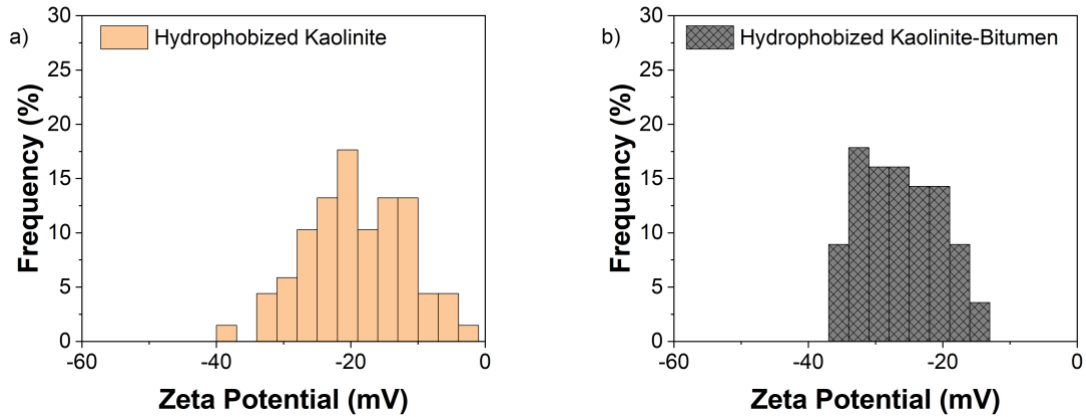 a)
Hydrophobized Kaolinite
Frequency (%)
30
25
20
15
10
5
0
-60
-40
-20
0
Zeta Potential (mV)
b)
Hydrophobized Kaolinite-Bitumen
Frequency (%)
30
25
20
15
10
5
0
-60
-40
-20
0
Zeta Potential (mV)